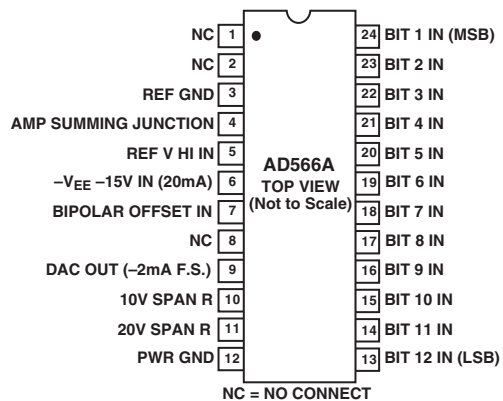 NC 1 24 BIT 1 IN (MSB)
NC 2 23 BIT 2 IN
REF GND 3 22 BIT 3 IN
AMP SUMMING JUNCTION 4 21 BIT 4 IN
REF V HI IN 5 20 BIT 5 IN
–VEE –15V IN (20mA) 6 19 BIT 6 IN
BIPOLAR OFFSET IN 7 18 BIT 7 IN
NC 8 17 BIT 8 IN
DAC OUT (–2mA F.S.) 9 16 BIT 9 IN
10V SPAN R 10 15 BIT 10 IN
20V SPAN R 11 14 BIT 11 IN
PWR GND 12 13 BIT 12 IN (LSB)
AD566A
TOP VIEW
(Not to Scale)
NC = NO CONNECT